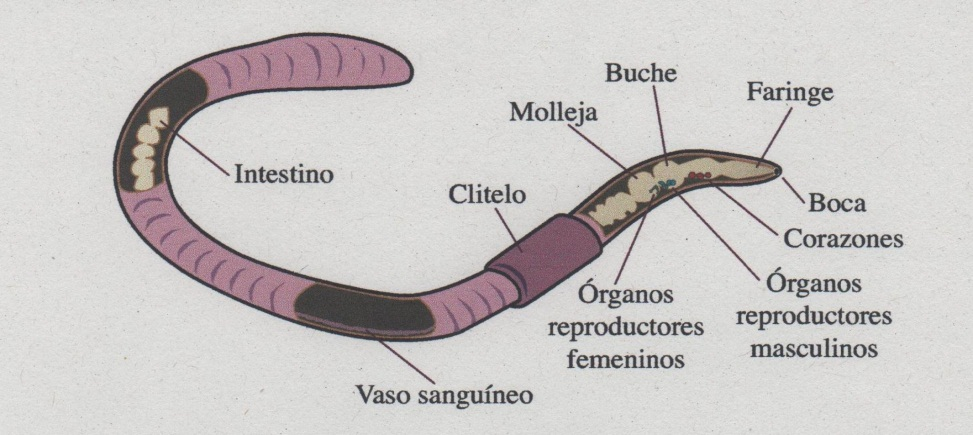 Buche
Faringe
Molleja
Intestino
Clitelo
Boca
Corazones
Órganos
reproductores
femeninos
Órganos
reproductores
masculinos
Vaso sanguíneo